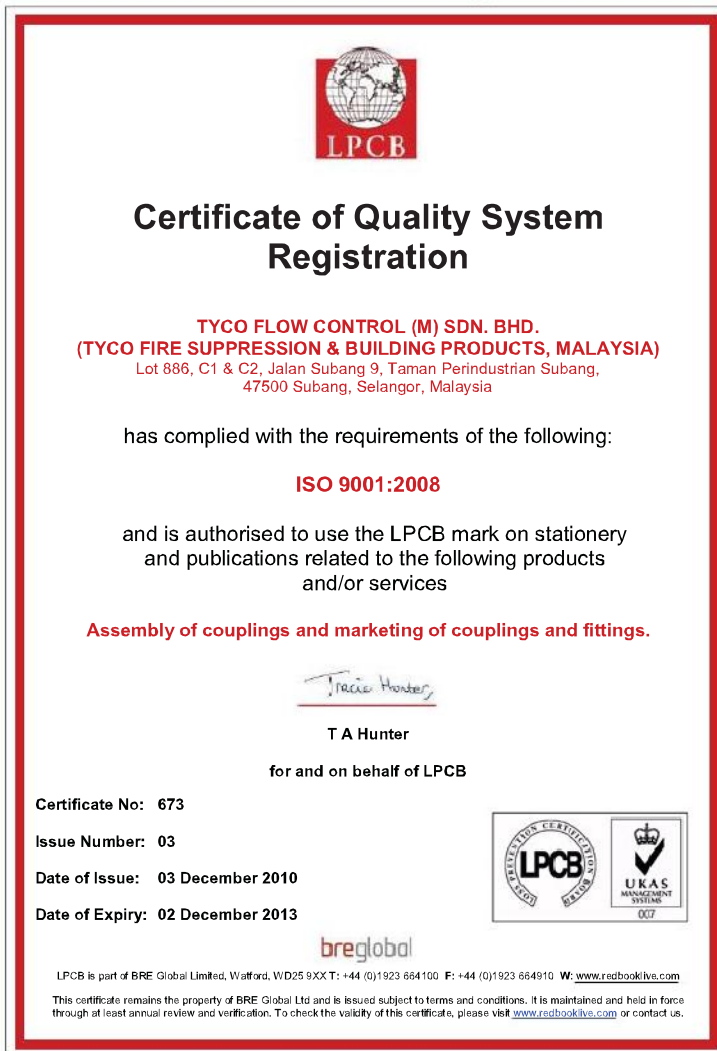 LPCB
Certificate of Quality System
Registration
TYCO FLOW CONTROL (M) SDN. BHD.
(TYCO FIRE SUPPRESSION & BUILDING PRODUCTS, MALAYSIA)
Lot 886, C1 & C2, Jalan Subang 9, Taman Perindustrian Subang,
47500 Subang, Selangor, Malaysia
has complied with the requirements of the following:
ISO 9001:2008
and is authorised to use the LPCB mark on stationery
and publications related to the following products
and/or services
Assembly of couplings and marketing of couplings and fittings.
Tracie Hunter,
T A Hunter
for and on behalf of LPCB
Certificate No: 673
Issue Number: 03
Date of Issue: 03 December 2010
Date of Expiry: 02 December 2013
LOSS PREVENTION CERTIFICATION BOARD
LPCB
UKAS
MANAGEMENT
SYSTEMS
007
breglobal
LPCB is part of BRE Global Limited, Watford, WD25 9XX T: +44 (0)1923 664100 F: +44 (0)1923 664910 W: www.redbooklive.com
This certificate remains the property of BRE Global Ltd and is issued subject to terms and conditions. It is maintained and held in force
through at least annual review and verification. To check the validity of this certificate, please visit www.redbooklive.com or contact us.